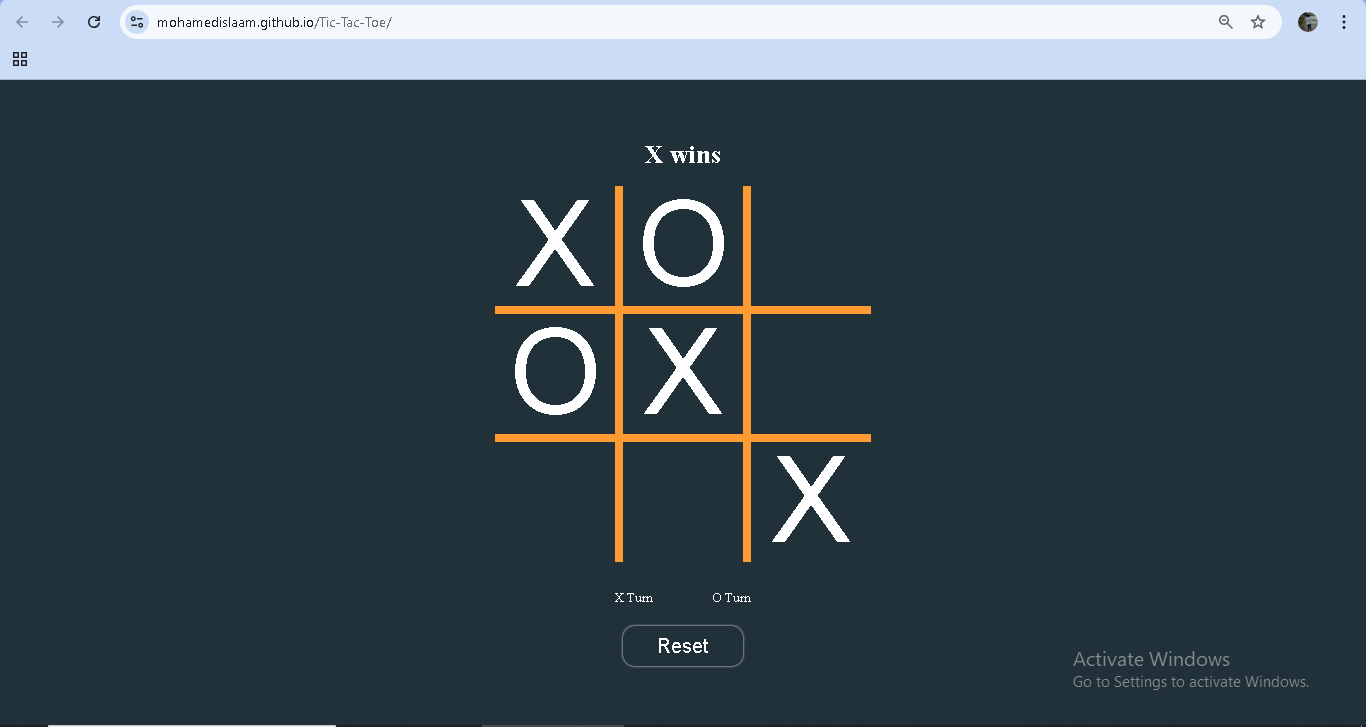 mohamedislaam.github.io/Tic-Tac-Toe/
X wins
X O
O X
X
X Turn O Turn
Reset
Activate Windows
Go to Settings to activate Windows.